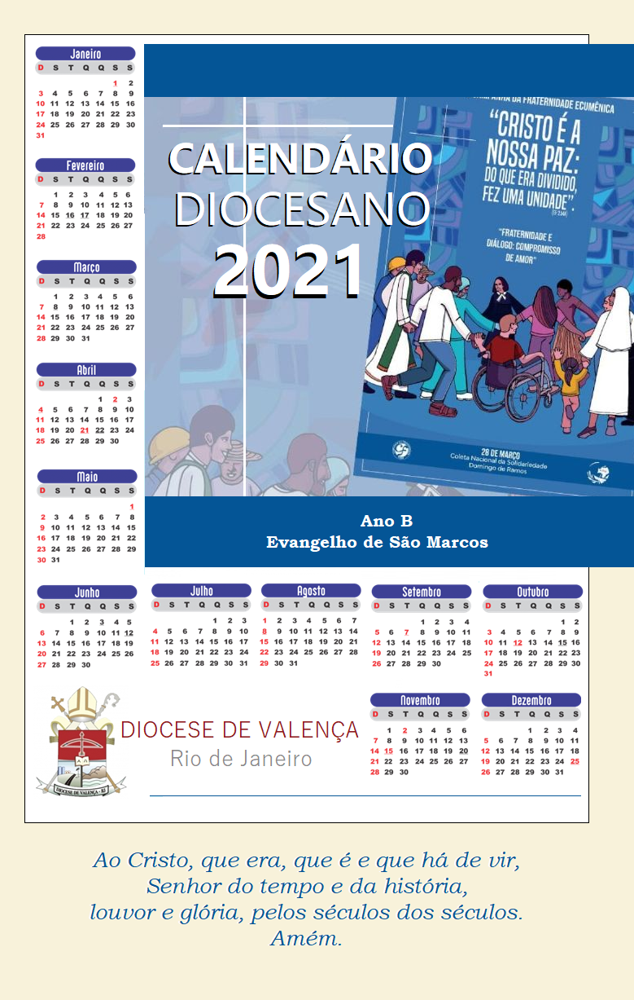 Janeiro
D S T Q Q S S
1 2
3 4 5 6 7 8 9
10 11 12 13 14 15 16
17 18 19 20 21 22 23
24 25 26 27 28 29 30
31
Fevereiro
D S T Q Q S S
1 2 3 4 5 6
7 8 9 10 11 12 13
14 15 16 17 18 19 20
21 22 23 24 25 26 27
28
Março
D S T Q Q S S
1 2 3 4 5 6
7 8 9 10 11 12 13
14 15 16 17 18 19 20
21 22 23 24 25 26 27
28 29 30 31
Abril
D S T Q Q S S
1 2 3
4 5 6 7 8 9 10
11 12 13 14 15 16 17
18 19 20 21 22 23 24
25 26 27 28 29 30
Maio
D S T Q Q S S
1
2 3 4 5 6 7 8
9 10 11 12 13 14 15
16 17 18 19 20 21 22
23 24 25 26 27 28 29
30 31
CALENDÁRIO
DIOCESANO
2021
DA FRATERNIDADE ECUMÊNICA
“CRISTO É A
NOSSA PAZ:
DO QUE ERA DIVIDIDO,
FEZ UMA UNIDADE”.
"FRATERNIDADE E
DIÁLOGO: COMPROMISSO
DE AMOR"
28 DE MARÇO
Coleta Nacional da Solidariedade
Domingo de Ramos
Ano B
Evangelho de São Marcos
Junho
D S T Q Q S S
1 2 3 4 5
6 7 8 9 10 11 12
13 14 15 16 17 18 19
20 21 22 23 24 25 26
27 28 29 30
Julho
D S T Q Q S S
1 2 3
4 5 6 7 8 9 10
11 12 13 14 15 16 17
18 19 20 21 22 23 24
25 26 27 28 29 30 31
Agosto
D S T Q Q S S
1 2 3 4 5 6 7
8 9 10 11 12 13 14
15 16 17 18 19 20 21
22 23 24 25 26 27 28
29 30 31
Setembro
D S T Q Q S S
1 2 3 4
5 6 7 8 9 10 11
12 13 14 15 16 17 18
19 20 21 22 23 24 25
26 27 28 29 30
Outubro
D S T Q Q S S
1 2
3 4 5 6 7 8 9
10 11 12 13 14 15 16
17 18 19 20 21 22 23
24 25 26 27 28 29 30
31
DIOCESE DE VALENÇA - RJ
DIOCESE DE VALENÇA
Rio de Janeiro
Novembro
D S T Q Q S S
1 2 3 4 5 6
7 8 9 10 11 12 13
14 15 16 17 18 19 20
21 22 23 24 25 26 27
28 29 30
Dezembro
D S T Q Q S S
1 2 3 4
5 6 7 8 9 10 11
12 13 14 15 16 17 18
19 20 21 22 23 24 25
26 27 28 29 30 31
Ao Cristo, que era, que é e que há de vir,
Senhor do tempo e da história,
louvor e glória, pelos séculos dos séculos.
Amém.